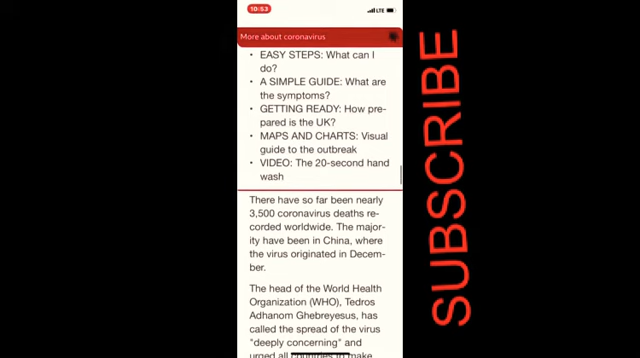 10:53
LTE
More about coronavirus
• EASY STEPS: What can I
do?
• A SIMPLE GUIDE: What are
the symptoms?
• GETTING READY: How pre-
pared is the UK?
• MAPS AND CHARTS: Visual
guide to the outbreak
• VIDEO: The 20-second hand
wash
There have so far been nearly
3,500 coronavirus deaths re-
corded worldwide. The major-
ity have been in China, where
the virus originated in Decem-
ber.
The head of the World Health
Organization (WHO), Tedros
Adhanom Ghebreyesus, has
called the spread of the virus
"deeply concerning" and
urged all countries to make
SUBSCRIBE